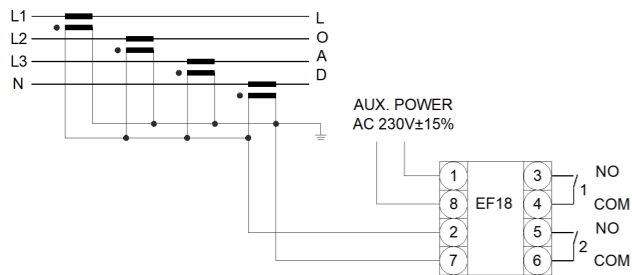 L1
L2
L3
N
L
O
A
D
AUX. POWER
AC 230V±15%
1
8
2
7
EF18
3
4
5
6
NO
1
COM
NO
2
COM